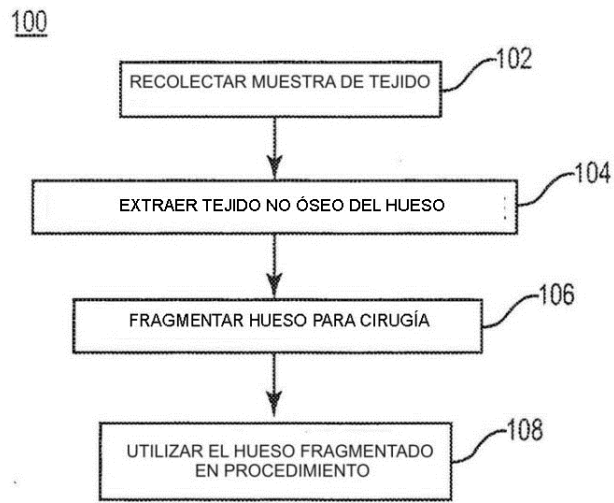 100
RECOLECTAR MUESTRA DE TEJIDO
102
EXTRAER TEJIDO NO ÓSEO DEL HUESO
104
FRAGMENTAR HUESO PARA CIRUGÍA
106
UTILIZAR EL HUESO FRAGMENTADO
EN PROCEDIMIENTO
108